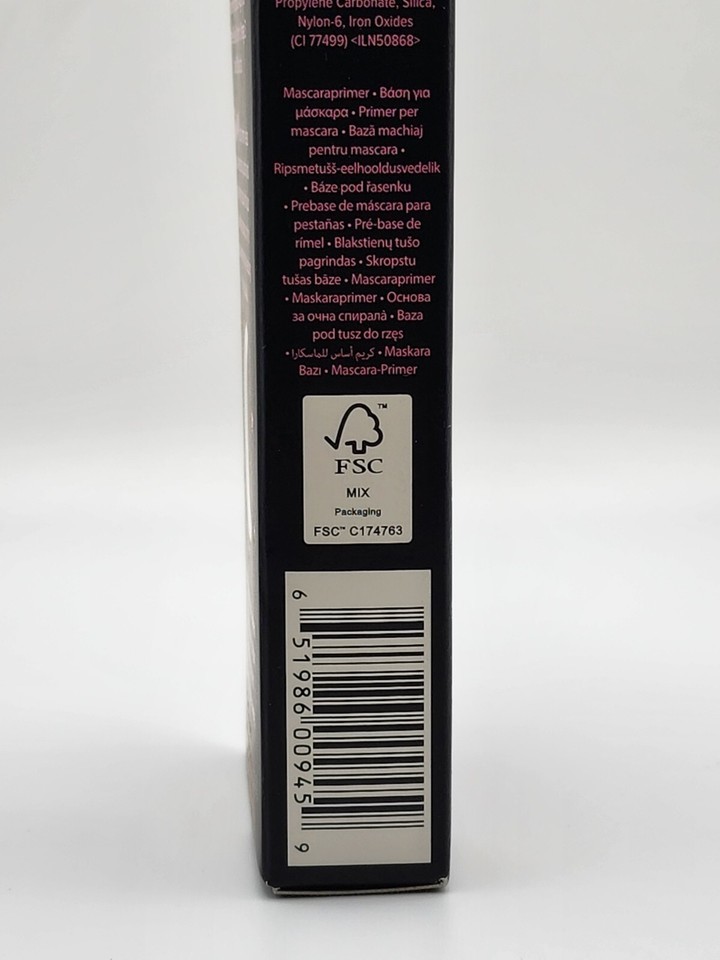 Propylene Carbonate, Silica,
Nylon-6, Iron Oxides
(CI 77499) <ILN50868>
Mascaraprimer • Βάση για
μάσκαρα • Primer per
mascara • Bază machiaj
pentru mascara •
Ripsmetušš-eelhooldusvedelik
• Báze pod řasenku
• Prebase de máscara para
pestañas • Pré-base de
rímel • Blakstienų tušo
pagrindas • Skropstu
tušas bāze • Mascaraprimer
• Maskaraprimer • Основа
за очна спирала̀ • Baza
pod tusz do rzęs
• كريم أساس للماسكارا • Maskara
Bazı • Mascara-Primer
™
FSC
MIX
Packaging
FSC™ C174763
6 51986 00945 9